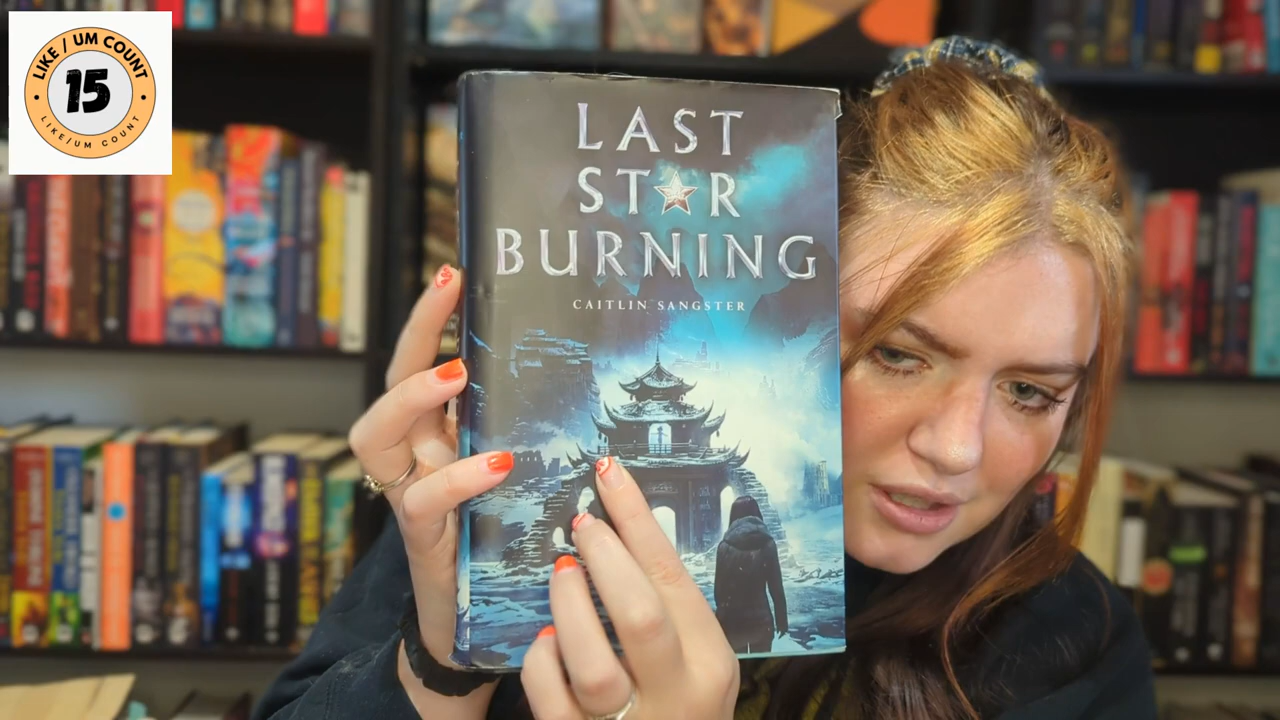 LIKE / UM COUNT
15
LIKE/UM COUNT
LAST
STAR
BURNING
CAITLIN SANGSTER